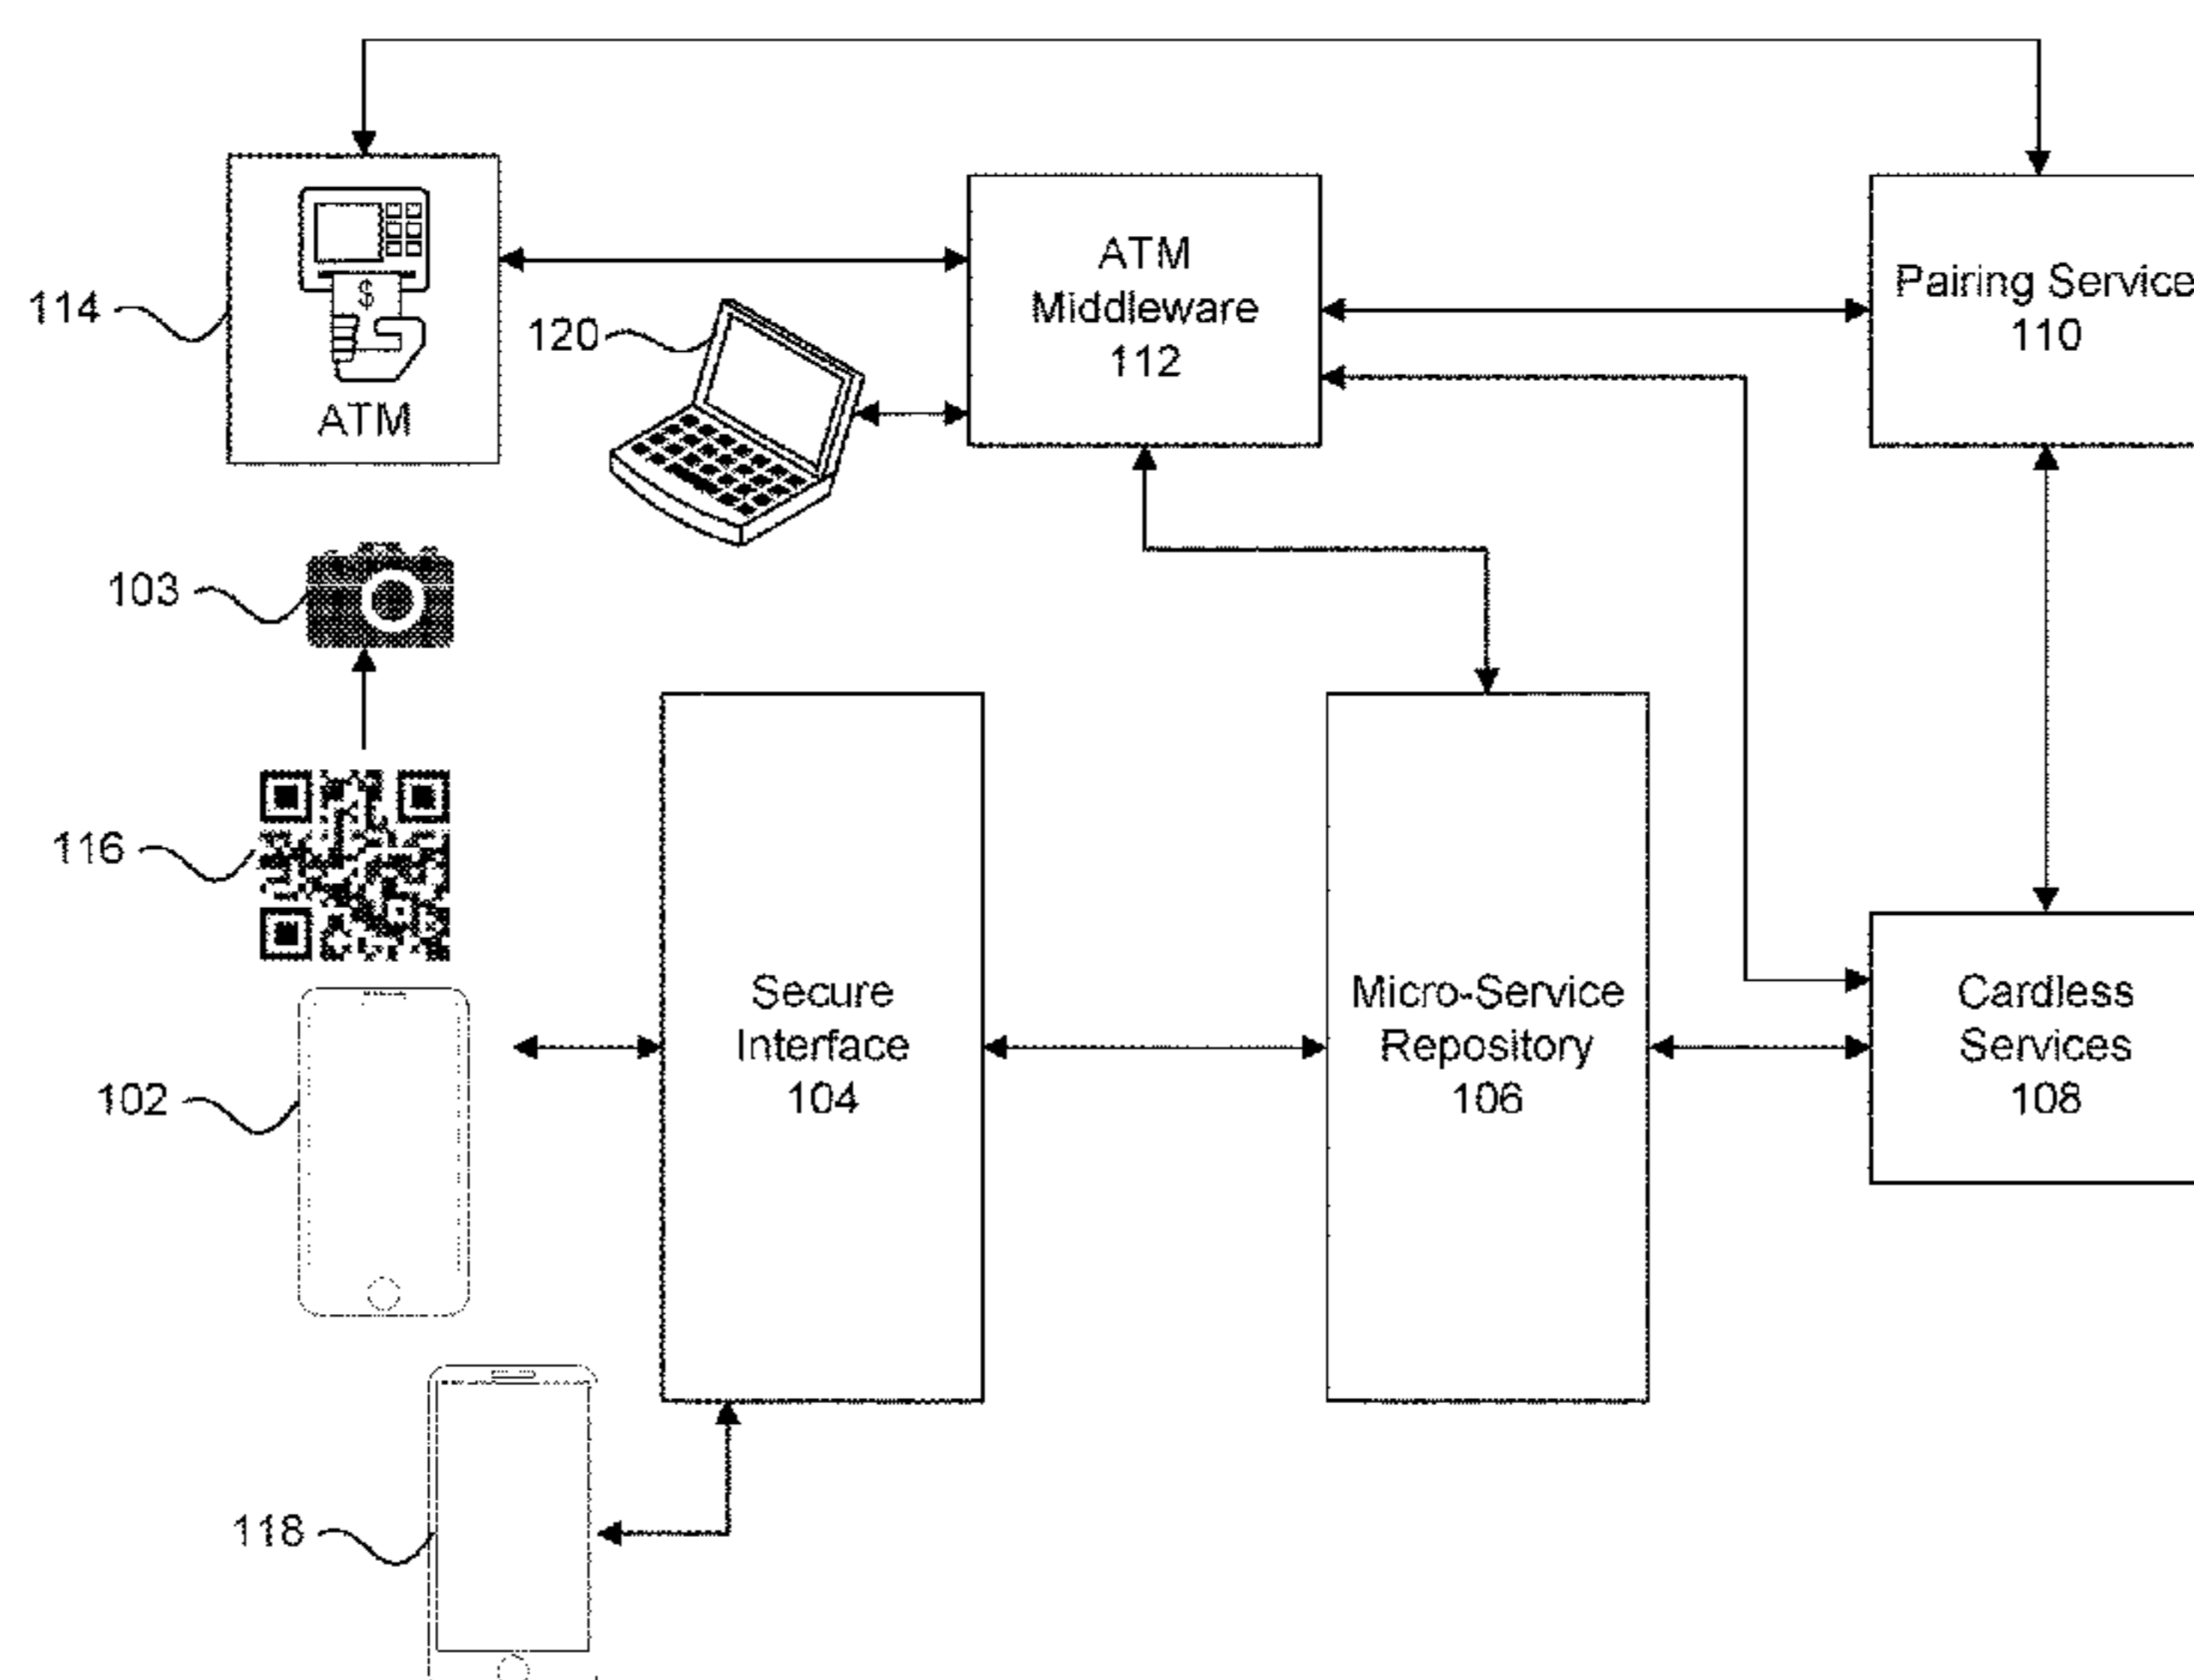 114
$
ATM
120
ATM
Middleware
112
Pairing Service
110
103
116
102
Secure
Interface
104
Micro-Service
Repository
106
Cardless
Services
108
118